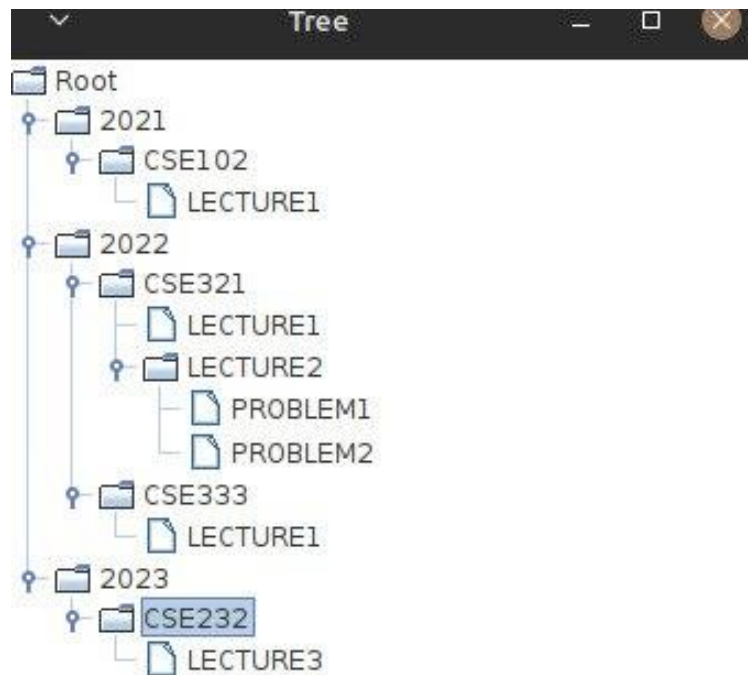 Tree
Root
2021
CSE102
LECTURE1
2022
CSE321
LECTURE1
LECTURE2
PROBLEM1
PROBLEM2
CSE333
LECTURE1
2023
CSE232
LECTURE3